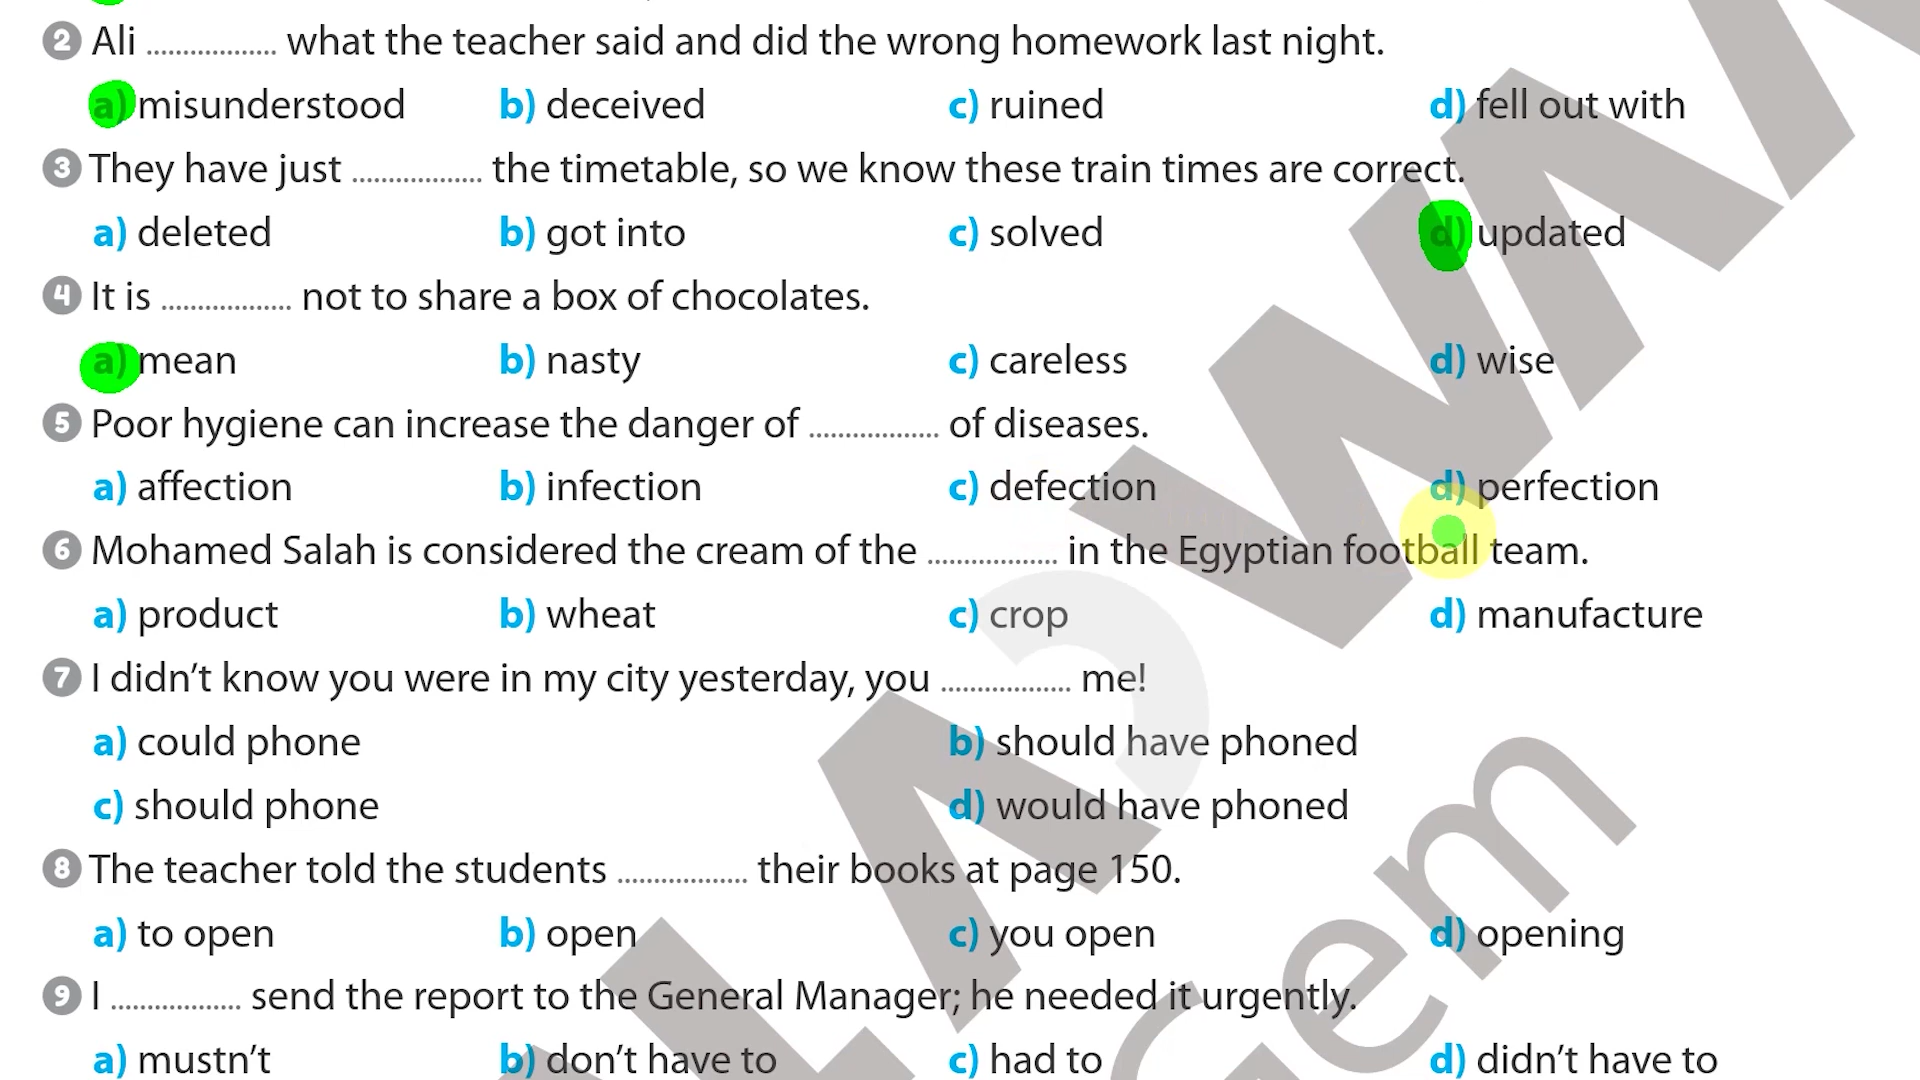 2 Ali .................. what the teacher said and did the wrong homework last night.
a) misunderstood b) deceived c) ruined d) fell out with
3 They have just .................. the timetable, so we know these train times are correct.
a) deleted b) got into c) solved d) updated
4 It is .................. not to share a box of chocolates.
a) mean b) nasty c) careless d) wise
5 Poor hygiene can increase the danger of .................. of diseases.
a) affection b) infection c) defection d) perfection
6 Mohamed Salah is considered the cream of the .................. in the Egyptian football team.
a) product b) wheat c) crop d) manufacture
7 I didn’t know you were in my city yesterday, you .................. me!
a) could phone b) should have phoned
c) should phone d) would have phoned
8 The teacher told the students .................. their books at page 150.
a) to open b) open c) you open d) opening
9 I .................. send the report to the General Manager; he needed it urgently.
a) mustn’t b) don’t have to c) had to d) didn’t have to
Gem